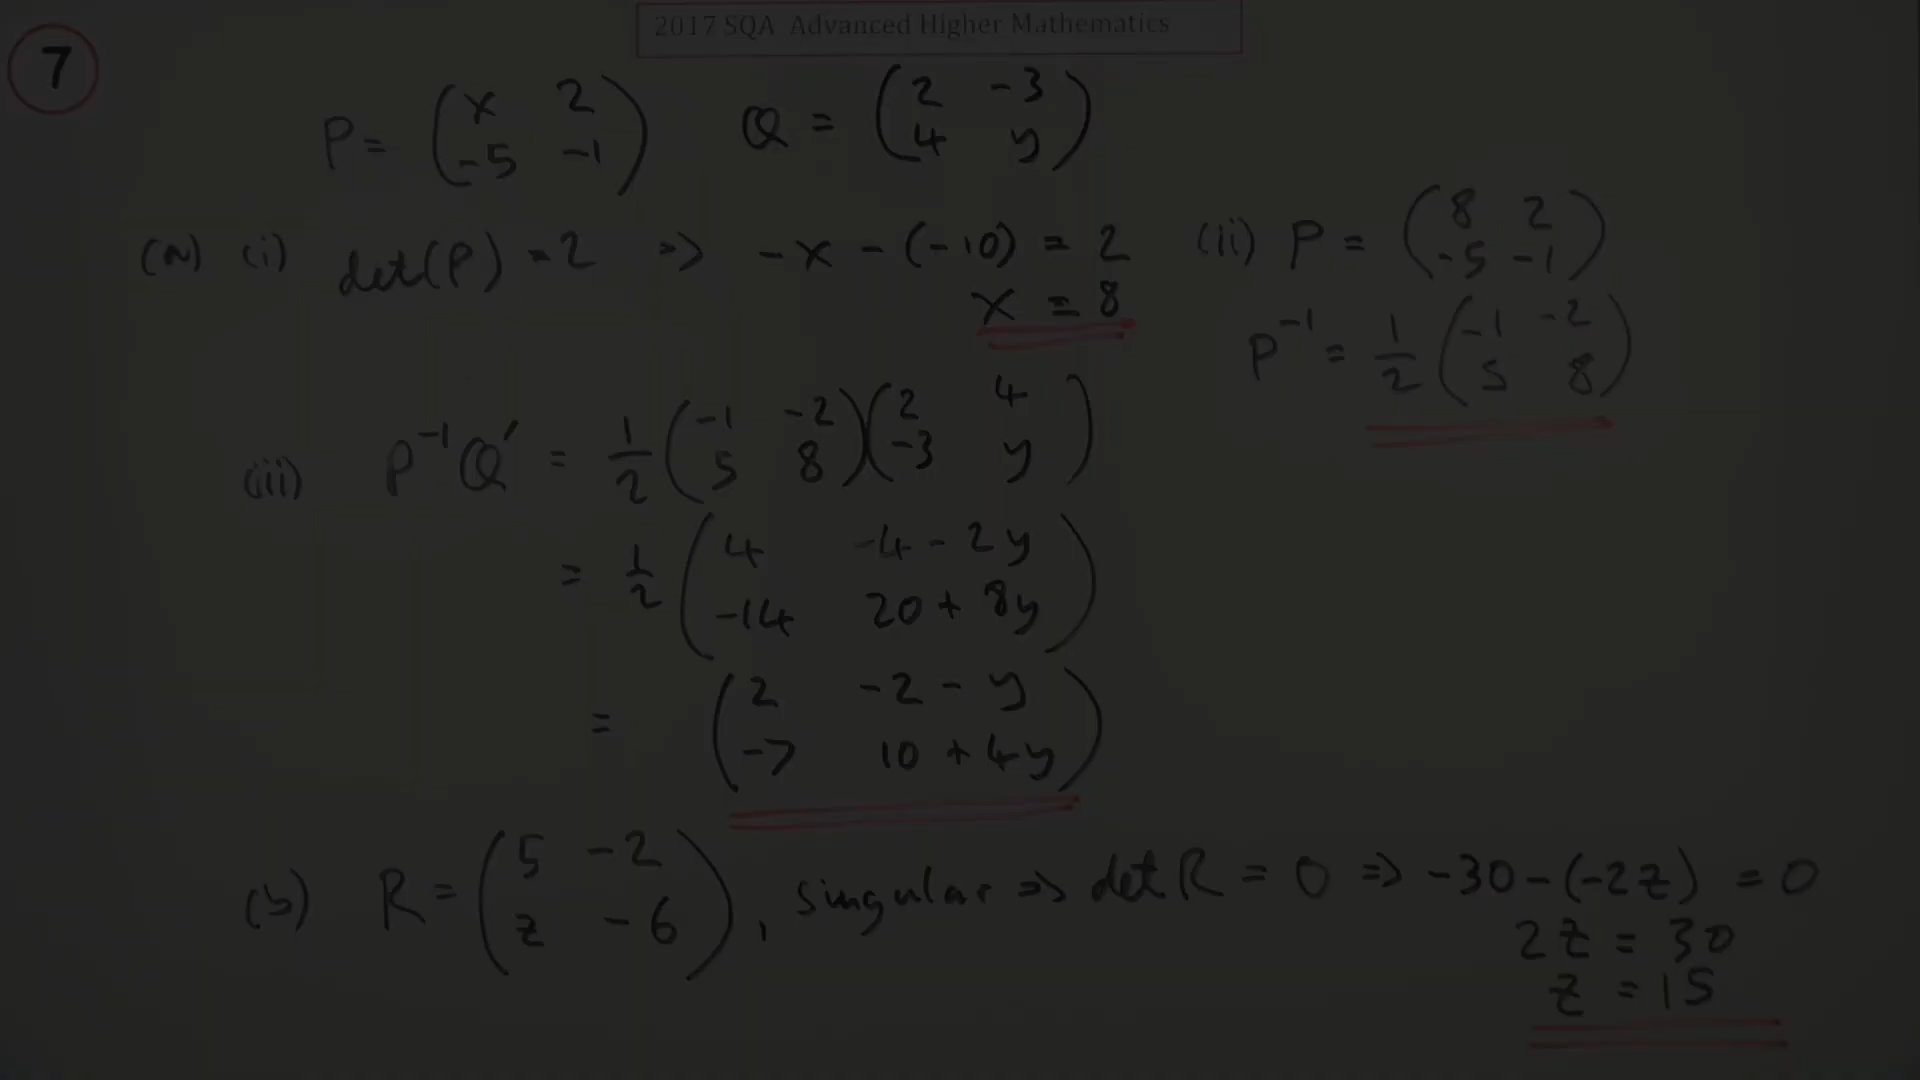 2017 SQA Advanced Higher Mathematics
7
P = (x 2
-5 -1) Q = (2 -3
4 y)
(a) (i) det(P) = 2 => -x - (-10) = 2
x = 8
(ii) P = (8 2
-5 -1)
P⁻¹ = 1/2 (-1 -2
5 8)
(iii) P⁻¹Q' = 1/2 (-1 -2
5 8)(2 4
-3 y)
= 1/2 (4 -4-2y
-14 20+8y)
= (2 -2-y
-7 10+4y)
(b) R = (5 -2
z -6), singular => det R = 0 => -30-(-2z) = 0
2z = 30
z = 15